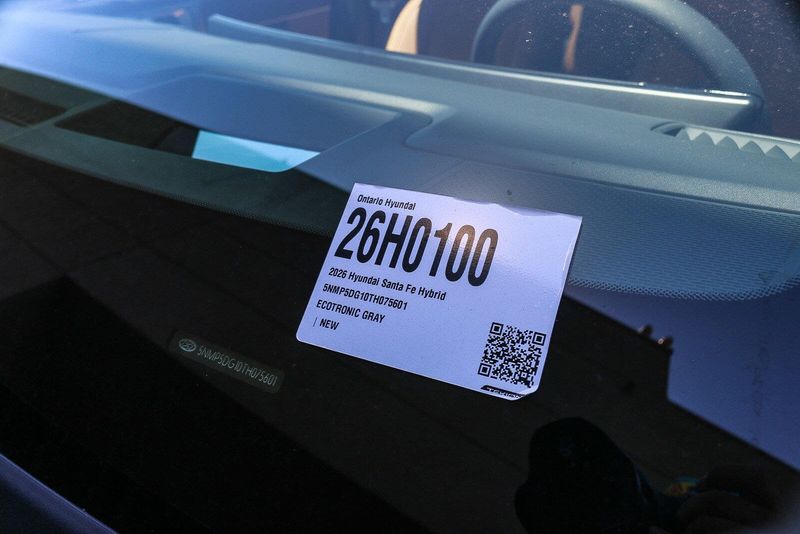 Ontario Hyundai
26H0100
2026 Hyundai Santa Fe Hybrid
5NMP5DG10TH075601
ECOTRONIC GRAY
| NEW
5NMP5DG10TH075601